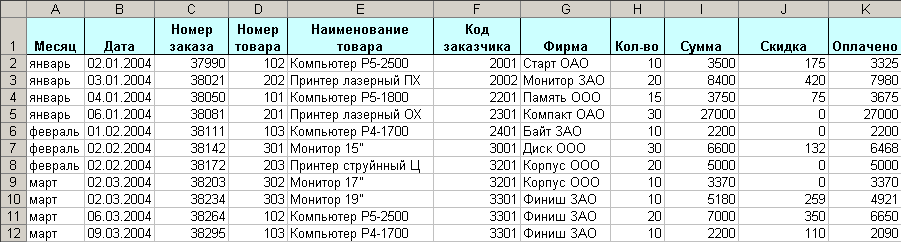 A B C D E F G H I J K
1 Месяц Дата Номер заказа Номер товара Наименование товара Код заказчика Фирма Кол-во Сумма Скидка Оплачено
2 январь 02.01.2004 37990 102 Компьютер P5-2500 2001 Старт ОАО 10 3500 175 3325
3 январь 03.01.2004 38021 202 Принтер лазерный ПХ 2002 Монитор ЗАО 20 8400 420 7980
4 январь 04.01.2004 38050 101 Компьютер P5-1800 2201 Память ООО 15 3750 75 3675
5 январь 06.01.2004 38081 201 Принтер лазерный ОХ 2301 Компакт ОАО 30 27000 0 27000
6 февраль 01.02.2004 38111 103 Компьютер P4-1700 2401 Байт ЗАО 10 2200 0 2200
7 февраль 02.02.2004 38142 301 Монитор 15" 3001 Диск ООО 30 6600 132 6468
8 февраль 02.02.2004 38172 203 Принтер струйнный Ц 3201 Корпус ООО 20 5000 0 5000
9 март 02.03.2004 38203 302 Монитор 17" 3201 Корпус ООО 10 3370 0 3370
10 март 02.03.2004 38234 303 Монитор 19" 3301 Финиш ЗАО 10 5180 259 4921
11 март 06.03.2004 38264 102 Компьютер P5-2500 3301 Финиш ЗАО 20 7000 350 6650
12 март 09.03.2004 38295 103 Компьютер P4-1700 3301 Финиш ЗАО 10 2200 110 2090